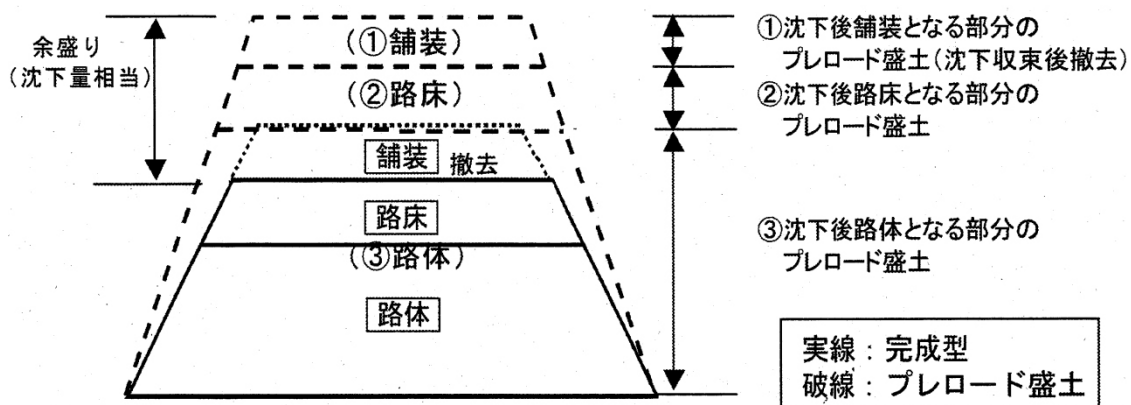 余盛り
(沈下量相当)
(①舗装)
(②路床)
舗装 撤去
路床
(③路体)
路体
①沈下後舗装となる部分の
プレロード盛土(沈下収束後撤去)
②沈下後路床となる部分の
プレロード盛土
③沈下後路体となる部分の
プレロード盛土
実線：完成型
破線：プレロード盛土